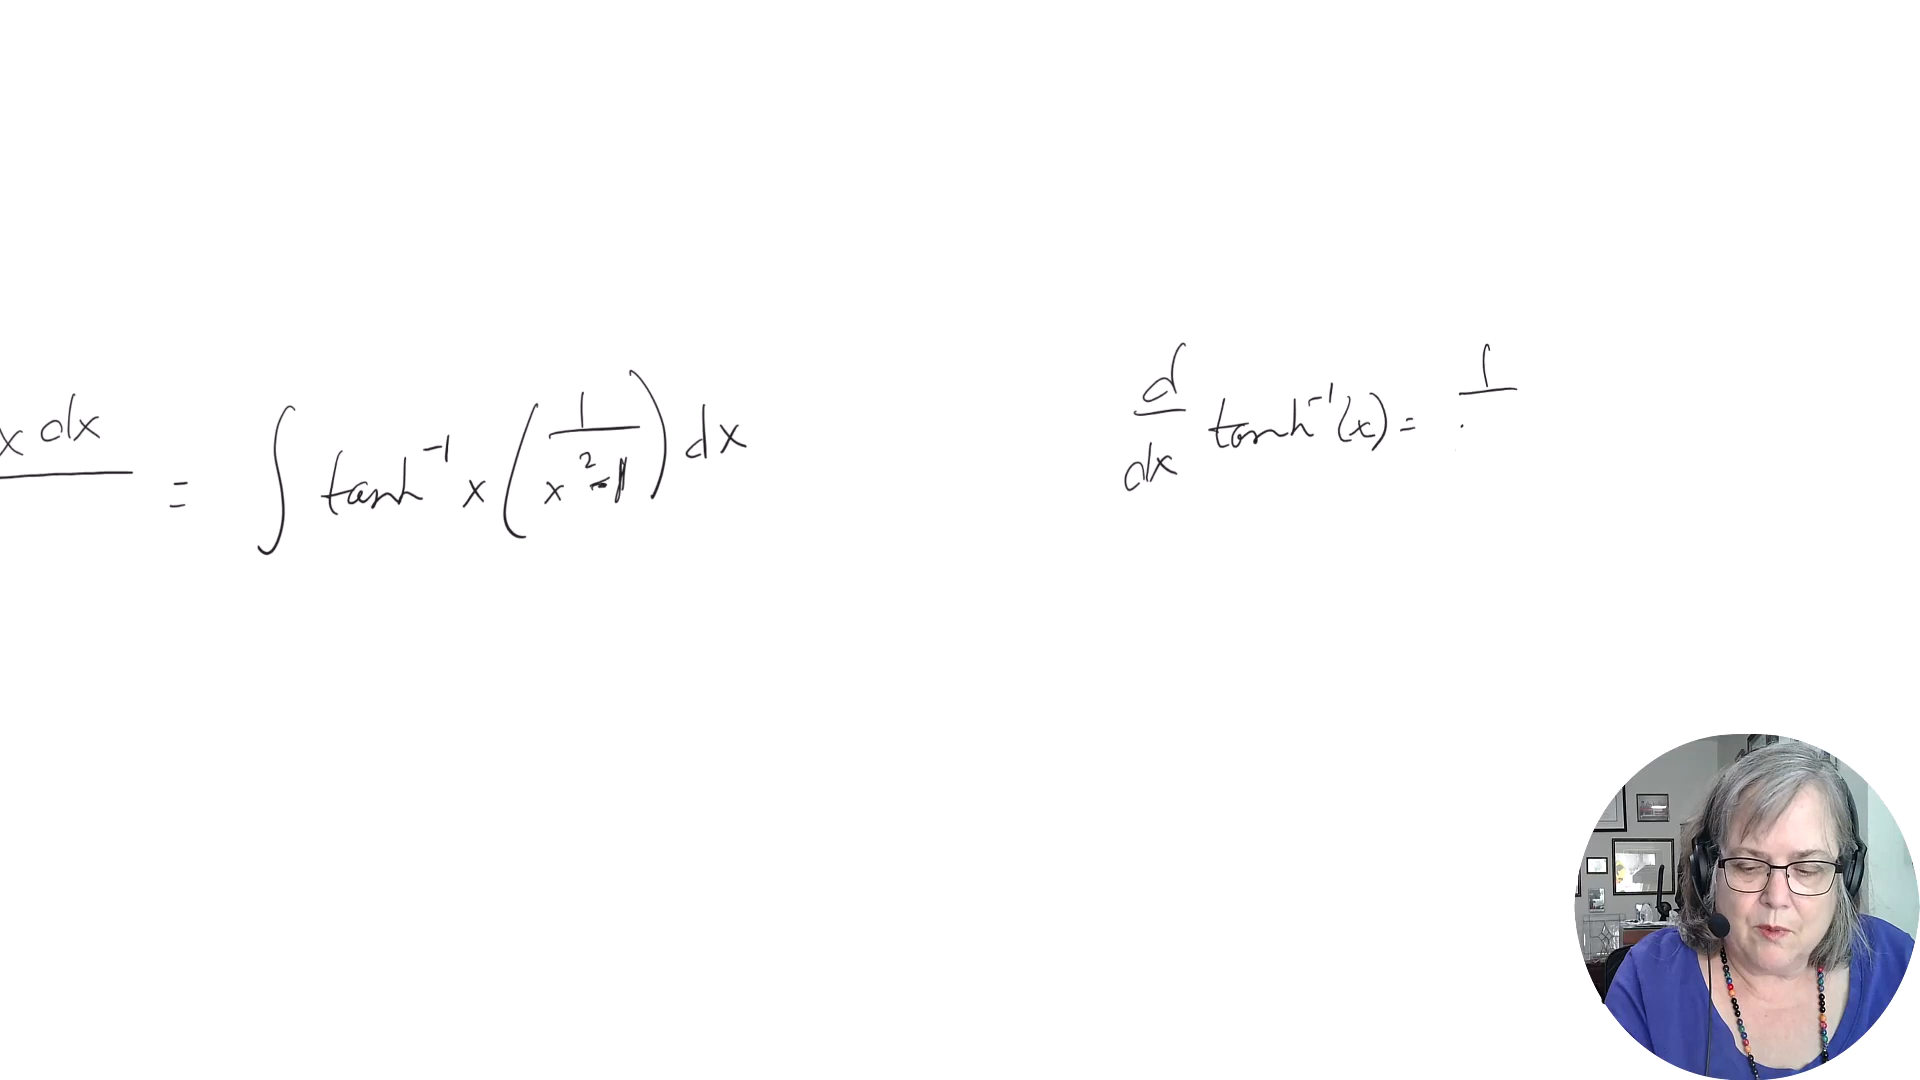 x dx = ∫ tanh⁻¹ x (1/(x² - 1)) dx
d/dx tanh⁻¹(x) = 1/